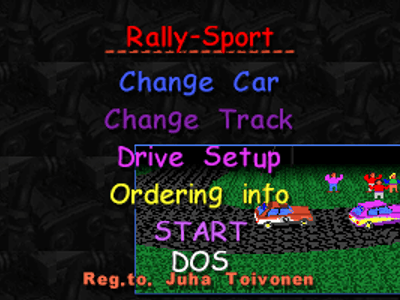 Rally-Sport
Change Car
Change Track
Drive Setup
Ordering info
START
DOS
Reg.to. Juha Toivonen